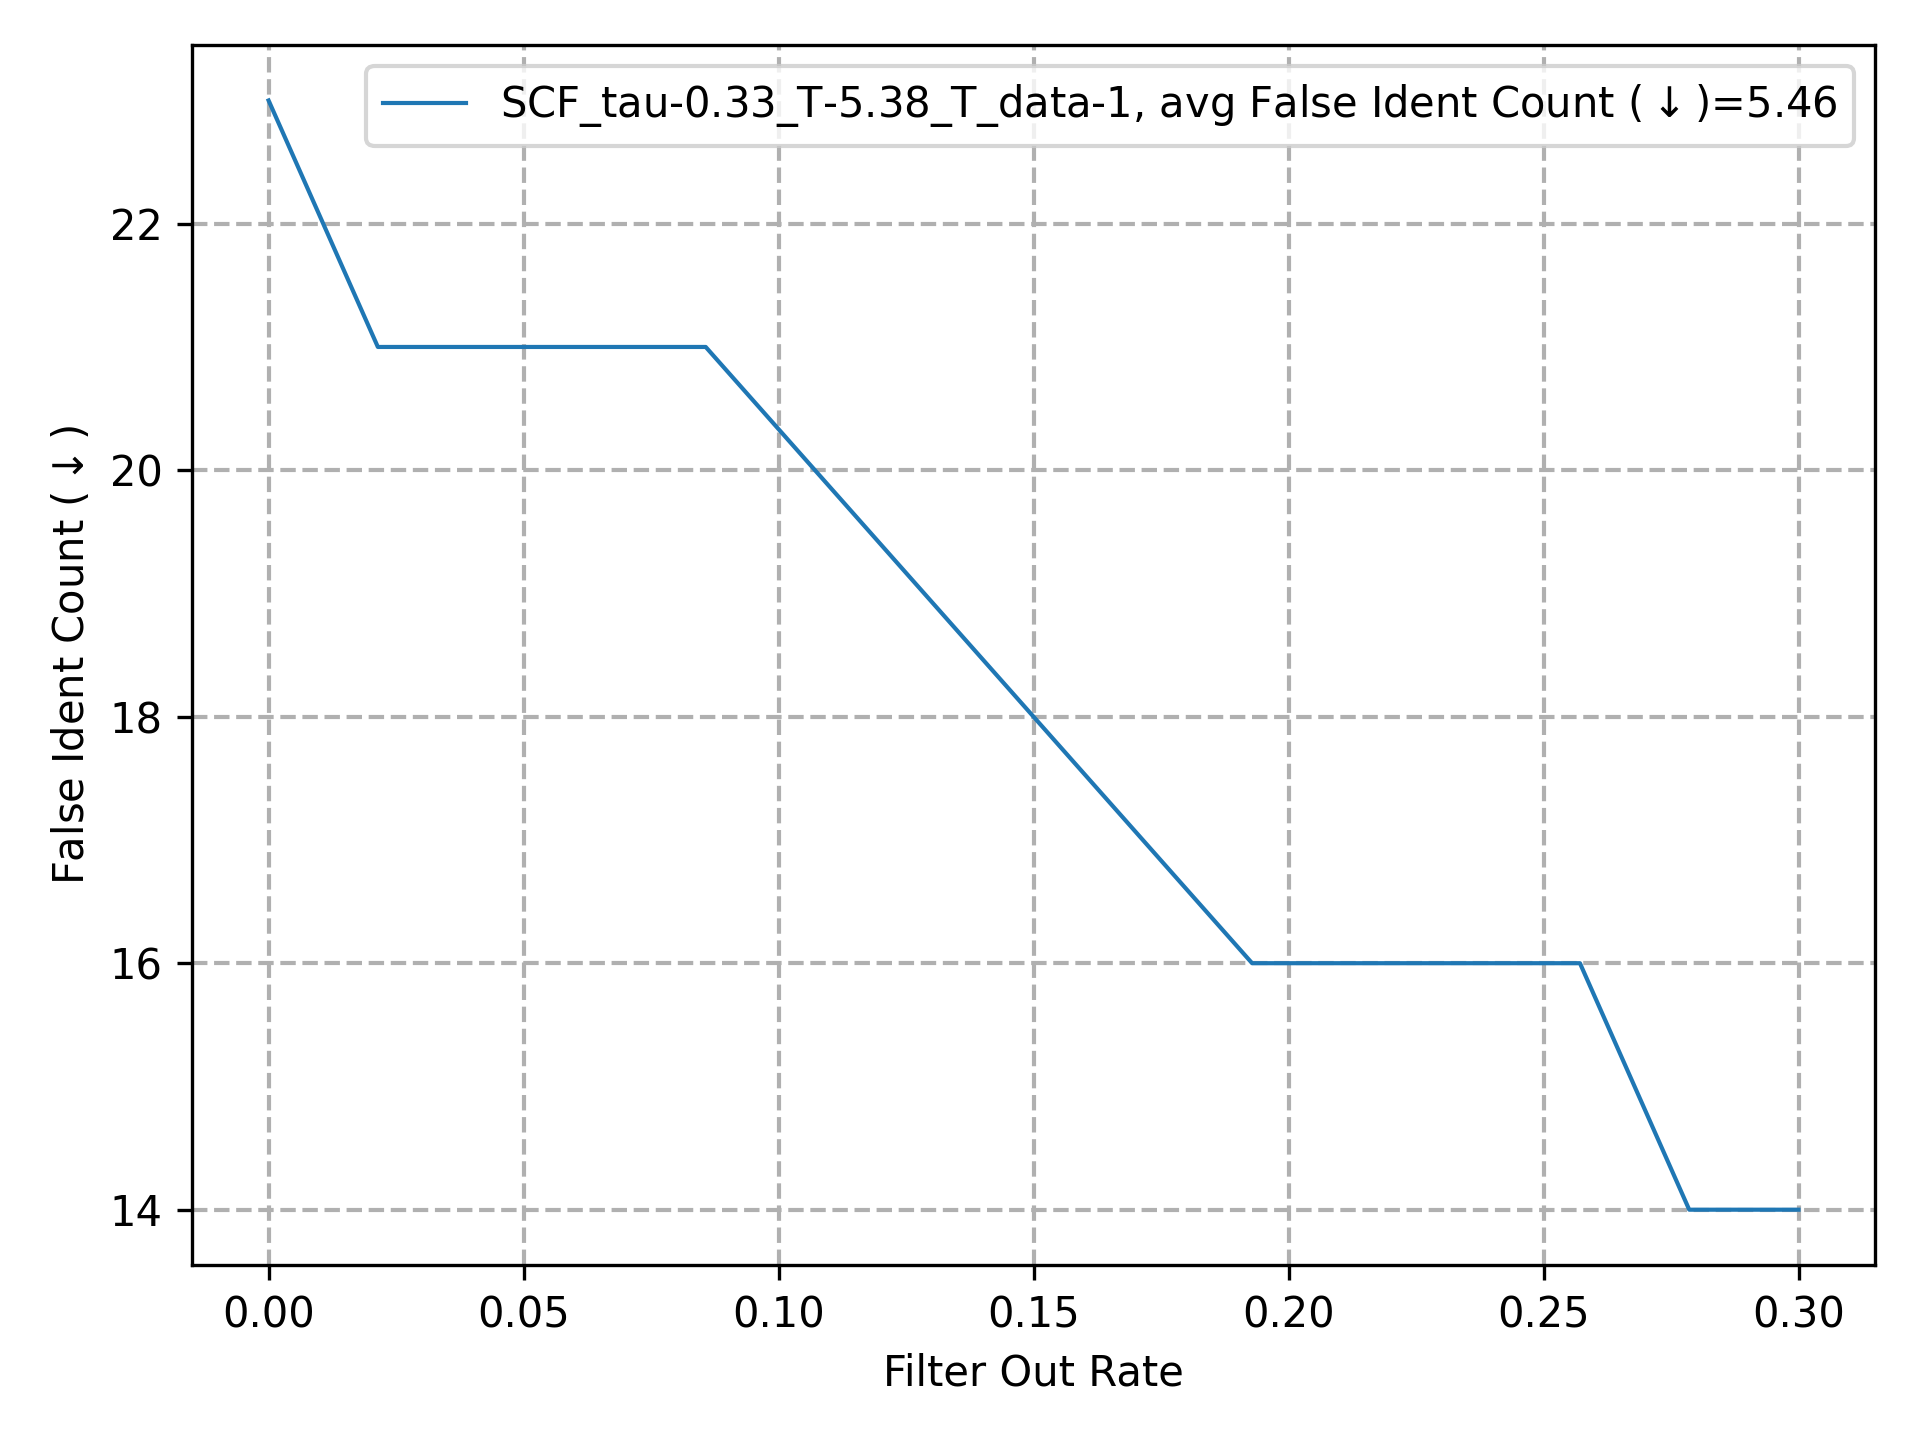 SCF_tau-0.33_T-5.38_T_data-1, avg False Ident Count (↓)=5.46
False Ident Count (↓)
22
20
18
16
14
0.00 0.05 0.10 0.15 0.20 0.25 0.30
Filter Out Rate